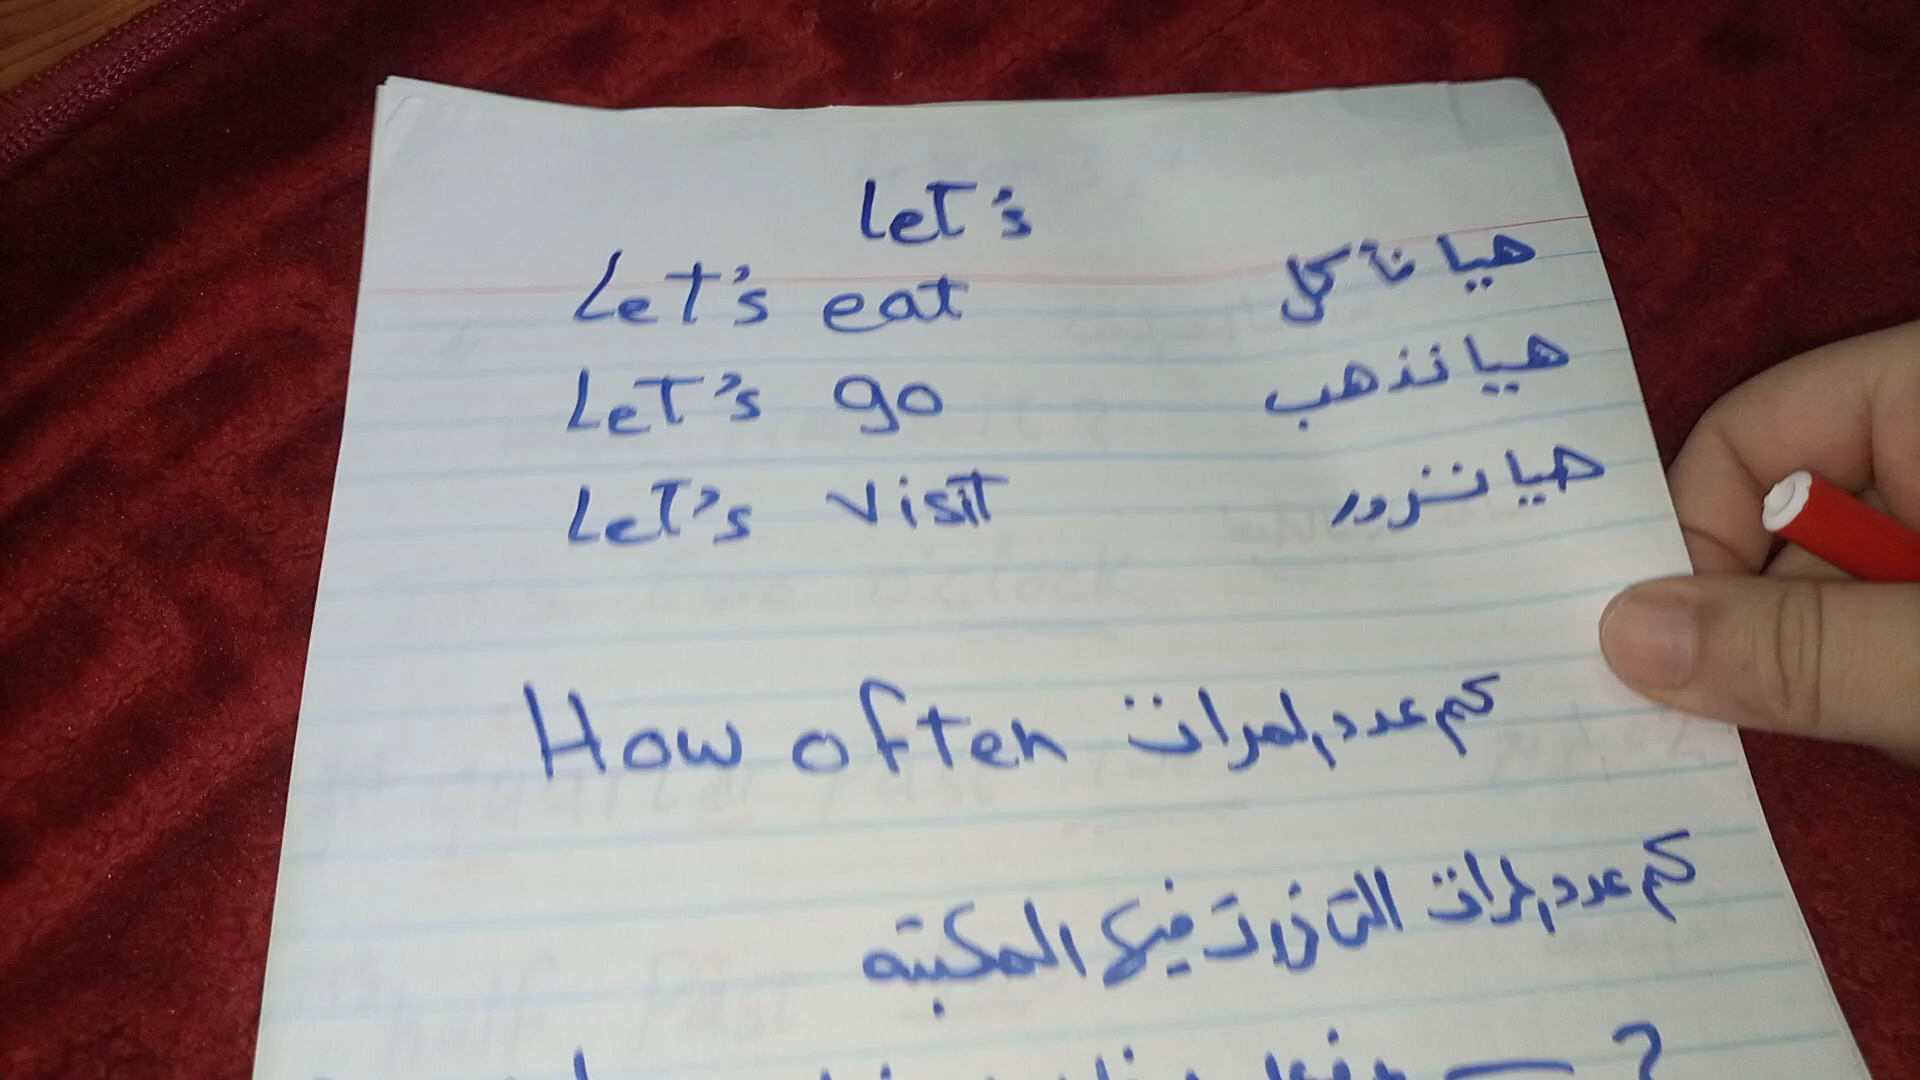 Let's
Let's eat هيا نأكل
Let's go هيا نذهب
Let's visit هيا نزور
How often كم عدد المرات
كم عدد المرات التي زرت فيها المكتبة